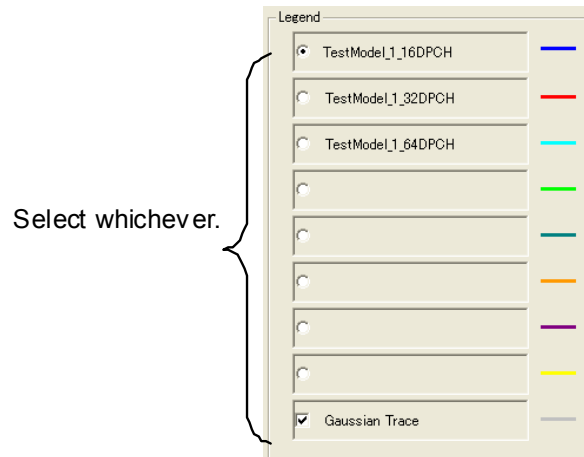 Legend
TestModel_1_16DPCH
TestModel_1_32DPCH
TestModel_1_64DPCH
Select whichever.
Gaussian Trace